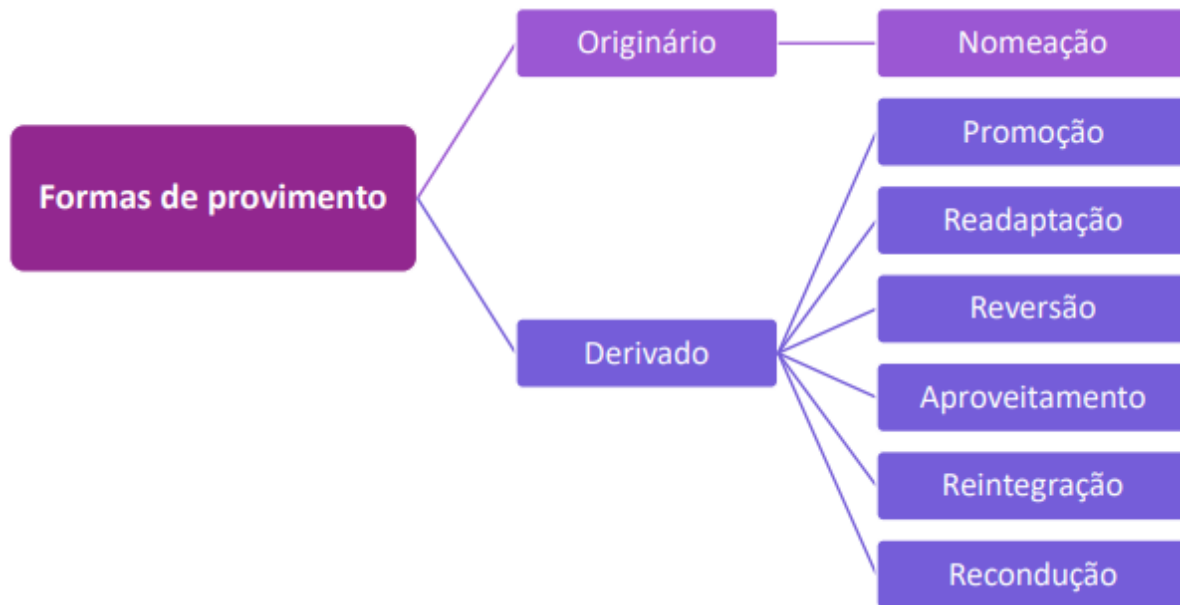 Formas de provimento
Originário
Nomeação
Derivado
Promoção
Readaptação
Reversão
Aproveitamento
Reintegração
Recondução